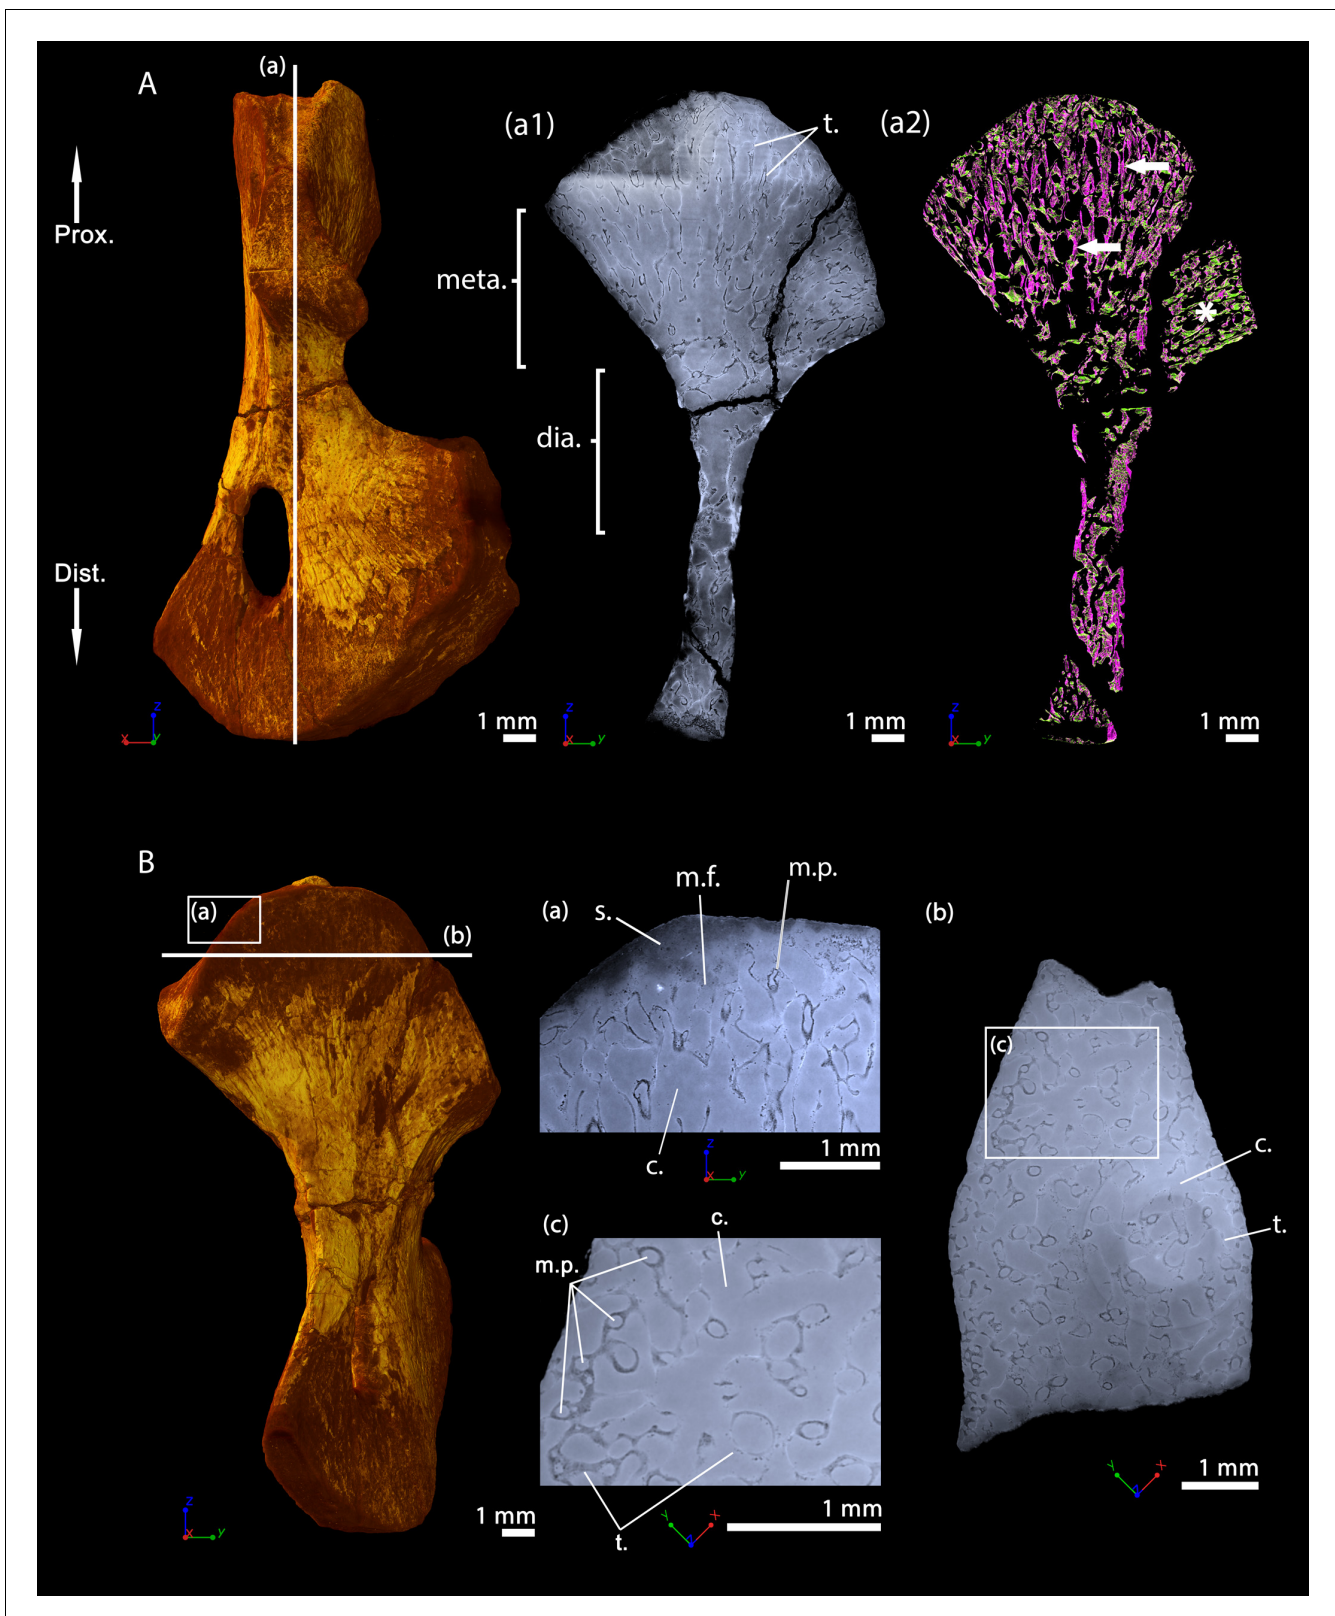 A
(a)
(a1)
t.
(a2)
Prox.
meta.
dia.
Dist.
z
x
y
1 mm
z
x
y
1 mm
z
x
y
1 mm
B
(a)
(b)
z
x
y
1 mm
(a)
s.
m.f.
m.p.
c.
z
x
y
1 mm
(b)
(c)
c.
t.
y
x
z
1 mm
(c)
c.
m.p.
t.
y
x
z
1 mm